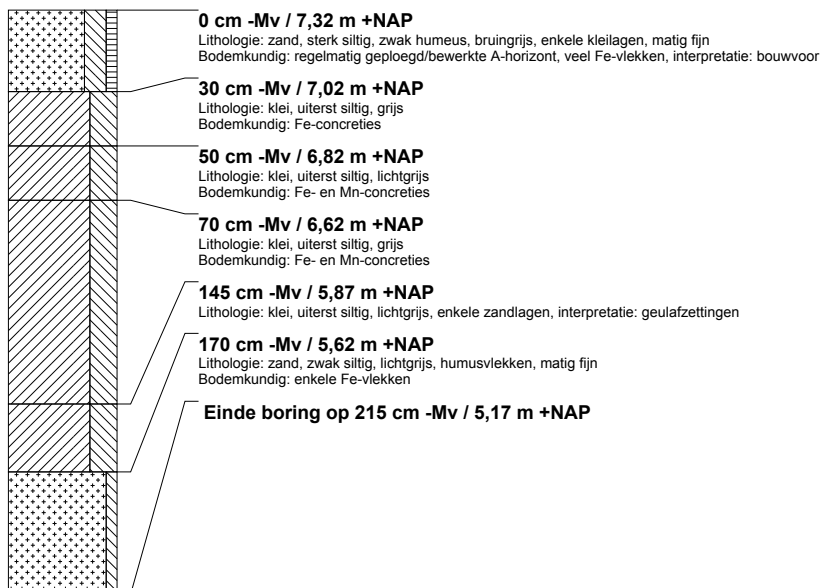 0 cm -Mv / 7,32 m +NAP
Lithologie: zand, sterk siltig, zwak humeus, bruingrijs, enkele kleilagen, matig fijn
Bodemkundig: regelmatig geploegd/bewerkte A-horizont, veel Fe-vlekken, interpretatie: bouwvoor
30 cm -Mv / 7,02 m +NAP
Lithologie: klei, uiterst siltig, grijs
Bodemkundig: Fe-concreties
50 cm -Mv / 6,82 m +NAP
Lithologie: klei, uiterst siltig, lichtgrijs
Bodemkundig: Fe- en Mn-concreties
70 cm -Mv / 6,62 m +NAP
Lithologie: klei, uiterst siltig, grijs
Bodemkundig: Fe- en Mn-concreties
145 cm -Mv / 5,87 m +NAP
Lithologie: klei, uiterst siltig, lichtgrijs, enkele zandlagen, interpretatie: geulafzettingen
170 cm -Mv / 5,62 m +NAP
Lithologie: zand, zwak siltig, lichtgrijs, humusvlekken, matig fijn
Bodemkundig: enkele Fe-vlekken
Einde boring op 215 cm -Mv / 5,17 m +NAP